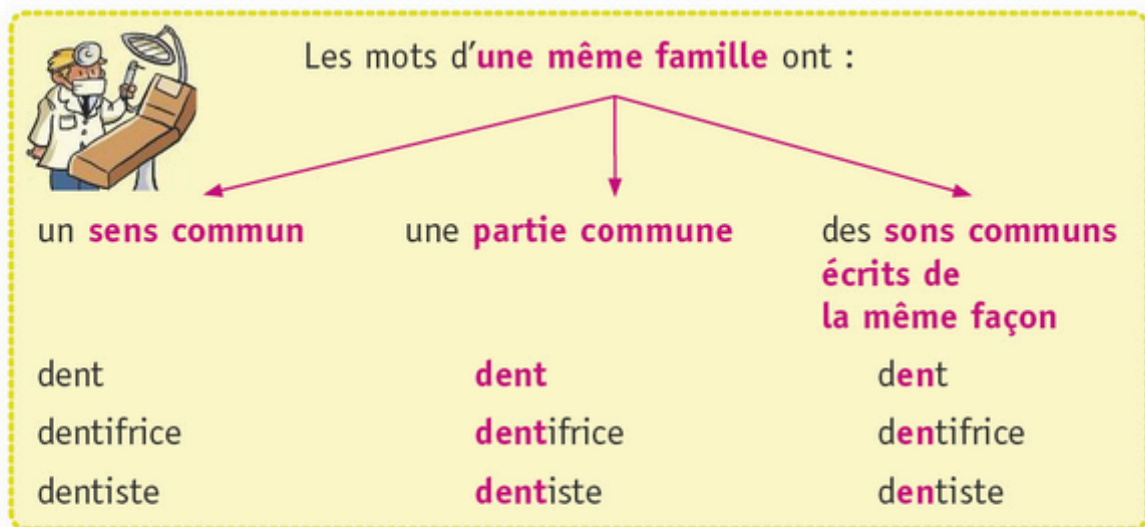 Les mots d'une même famille ont :
un sens commun
une partie commune
des sons communs
écrits de
la même façon
dent
dent
dent
dentifrice
dentifrice
dentifrice
dentiste
dentiste
dentiste